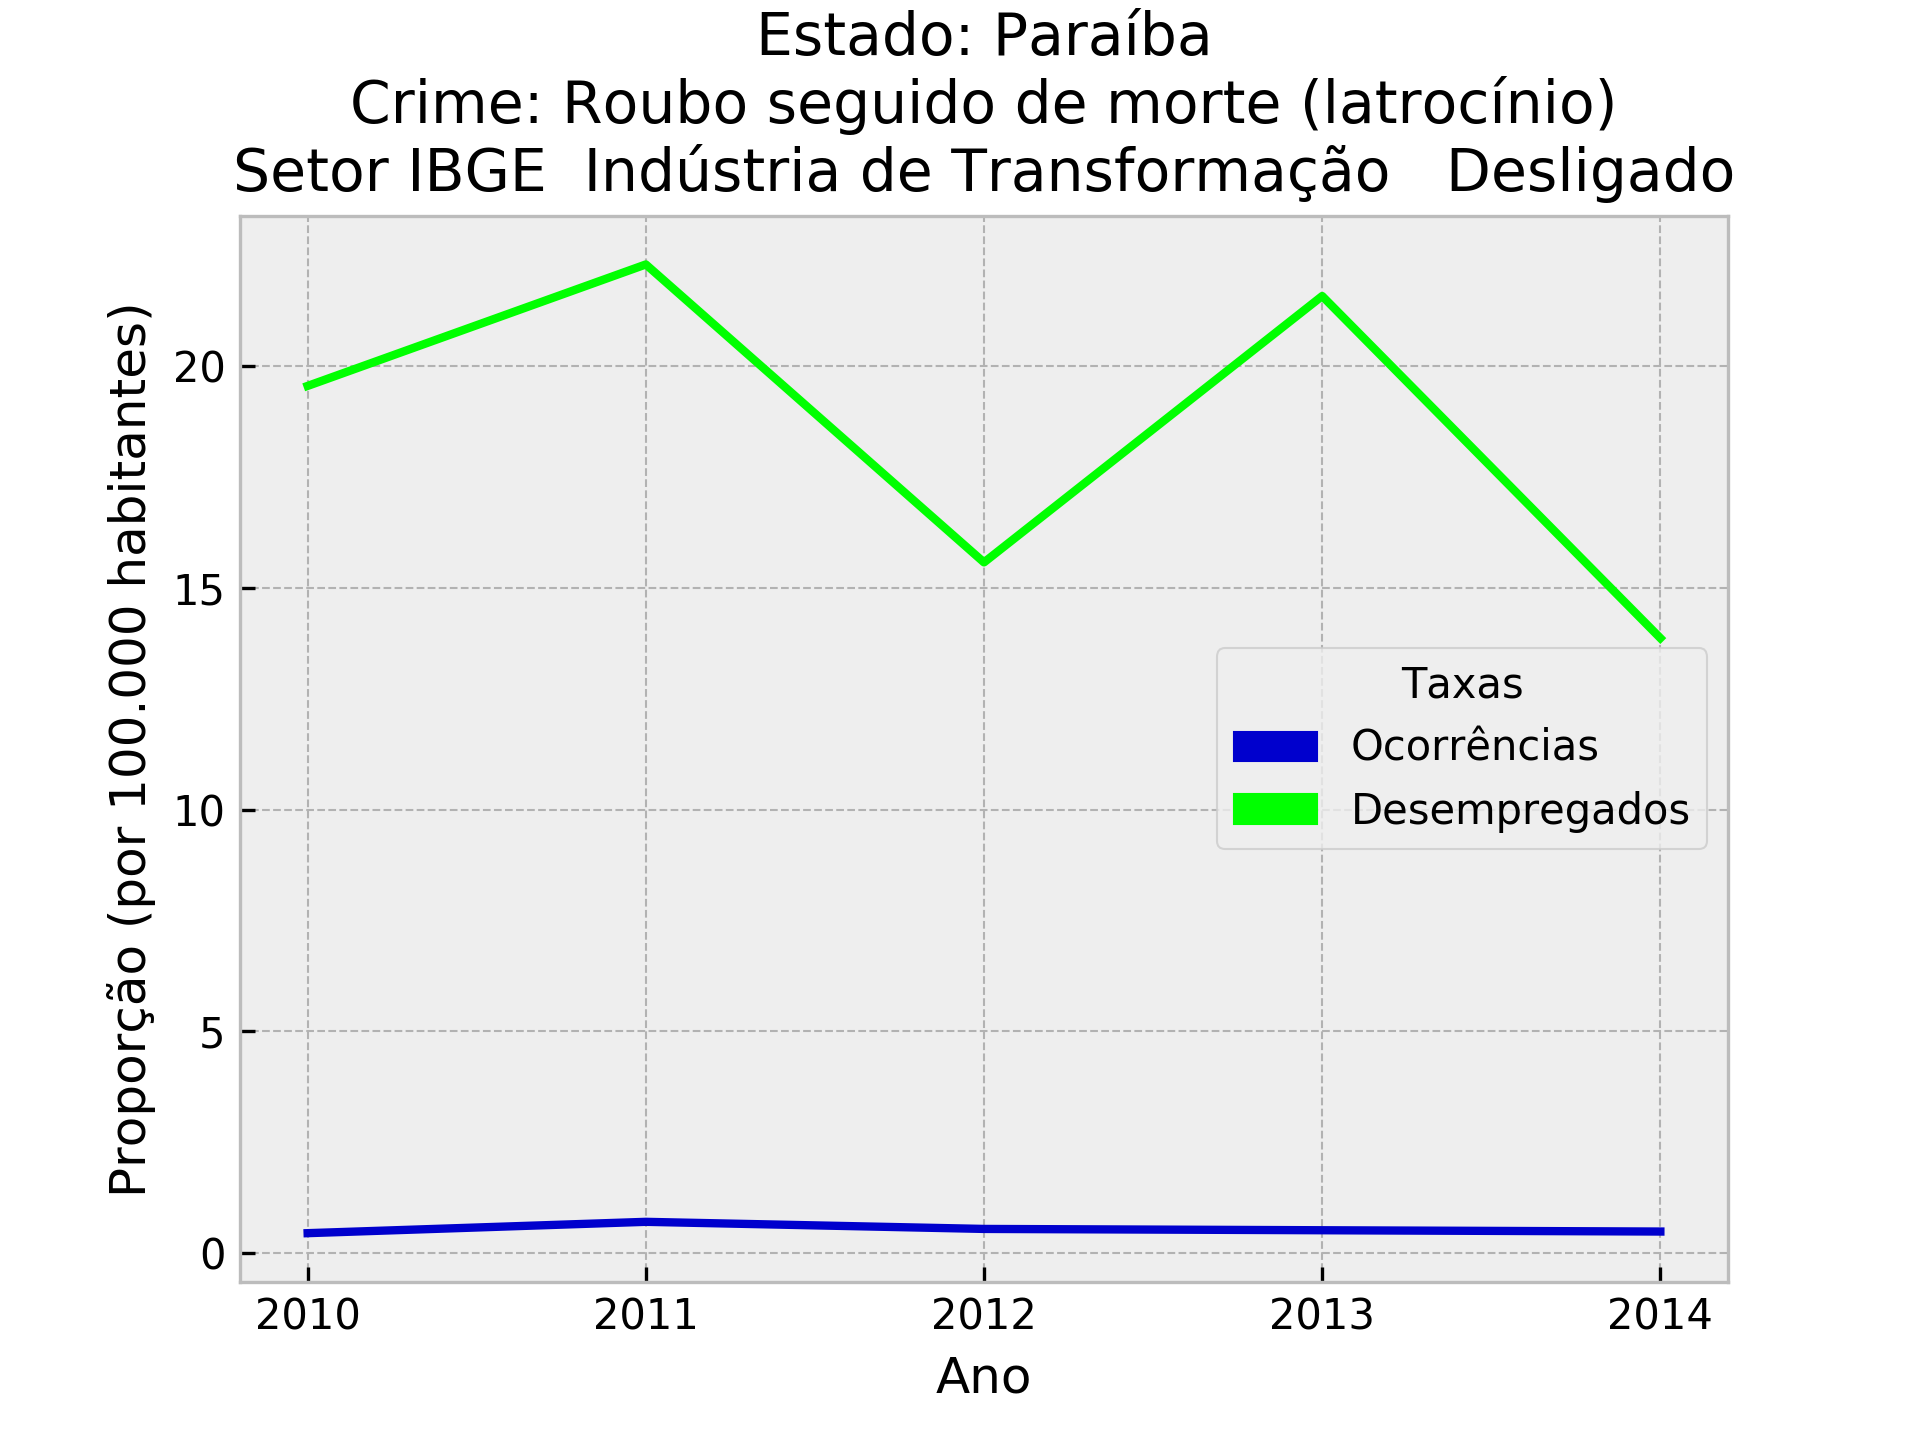 Estado: Paraíba
Crime: Roubo seguido de morte (latrocínio)
Setor IBGE  Indústria de Transformação   Desligado
Proporção (por 100.000 habitantes)
20
15
10
5
0
Taxas
Ocorrências
Desempregados
2010 2011 2012 2013 2014
Ano